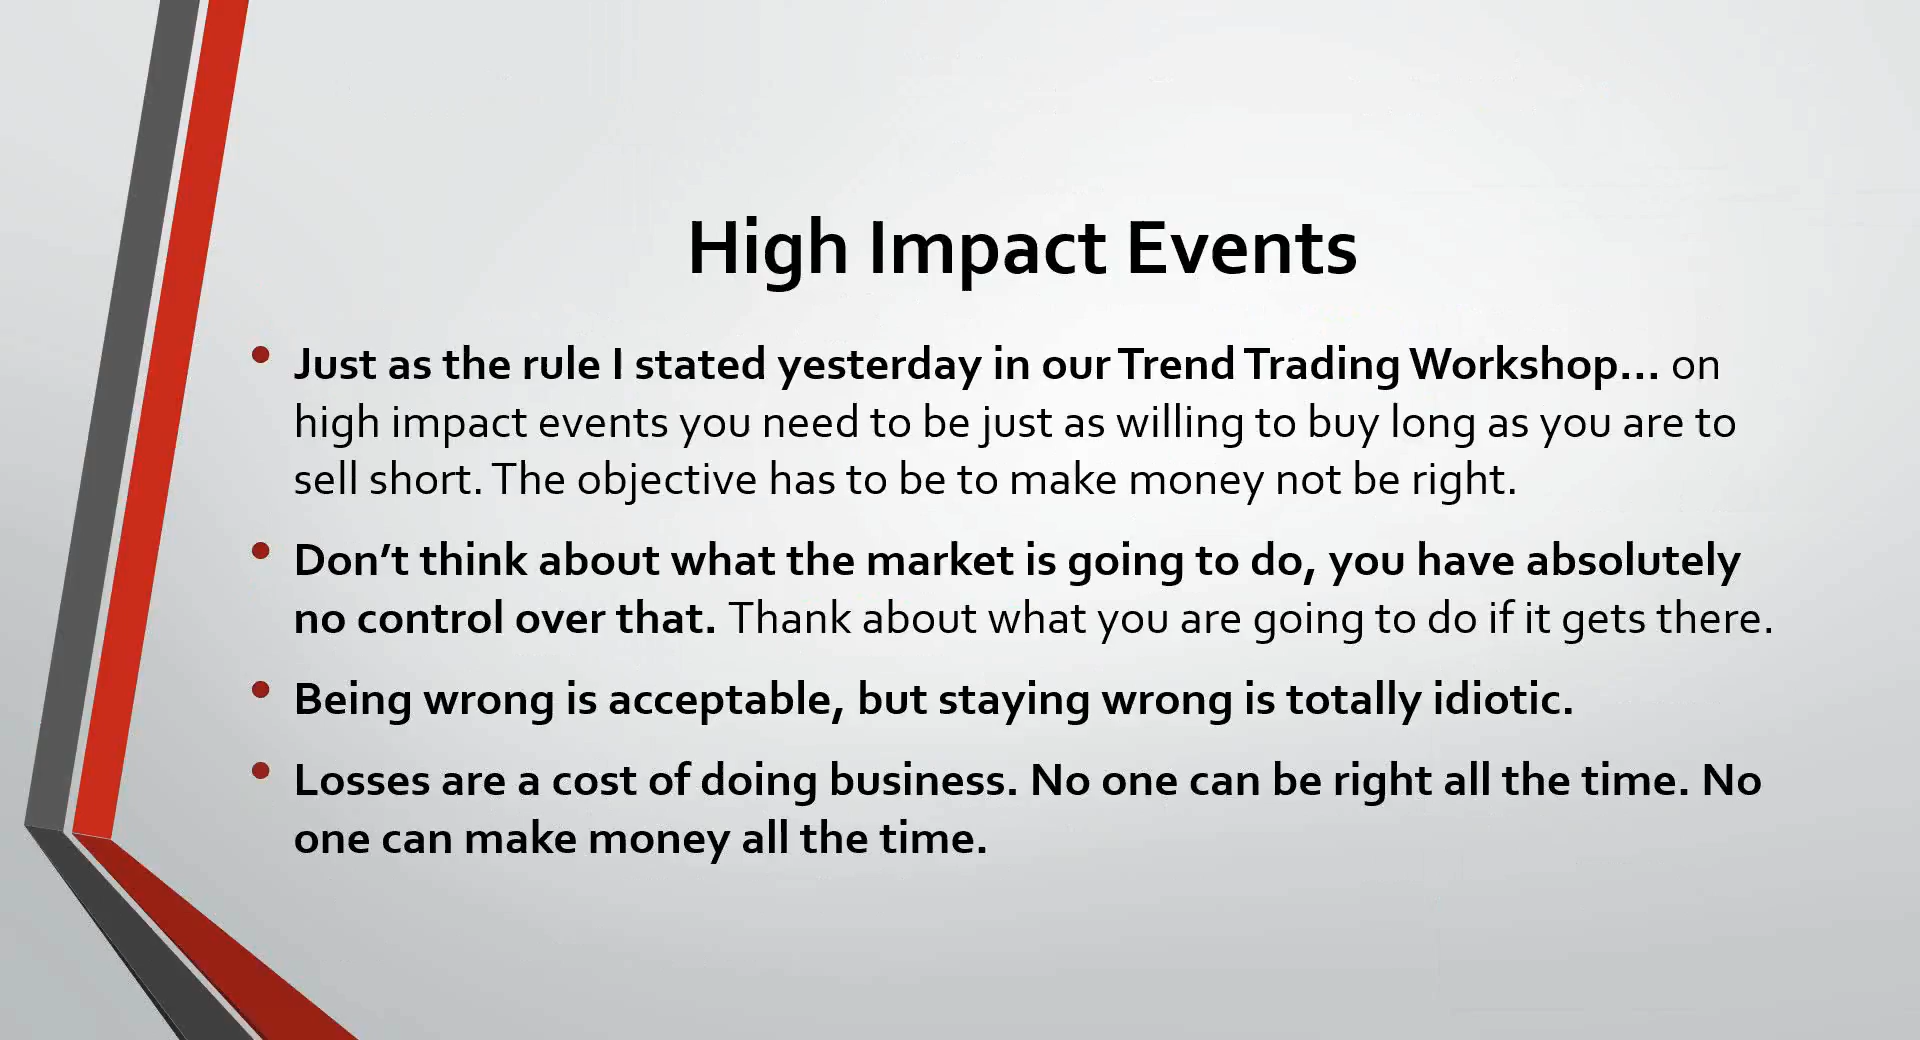 High Impact Events
Just as the rule I stated yesterday in our Trend Trading Workshop… on
high impact events you need to be just as willing to buy long as you are to
sell short. The objective has to be to make money not be right.
Don’t think about what the market is going to do, you have absolutely
no control over that. Thank about what you are going to do if it gets there.
Being wrong is acceptable, but staying wrong is totally idiotic.
Losses are a cost of doing business. No one can be right all the time. No
one can make money all the time.